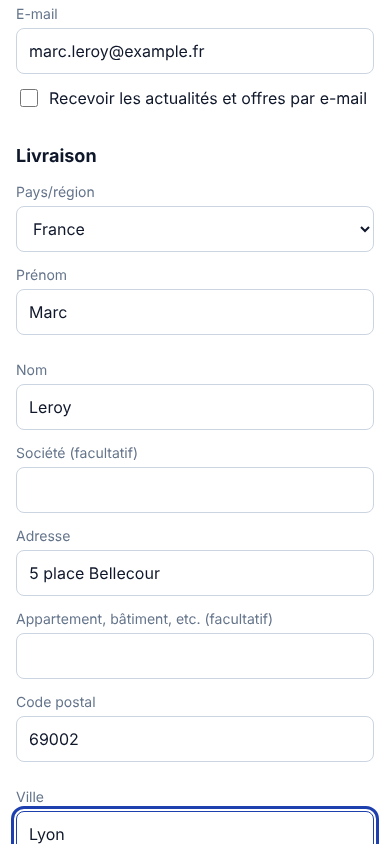 E-mail
marc.leroy@example.fr
Recevoir les actualités et offres par e-mail
Livraison
Pays/région
France
Prénom
Marc
Nom
Leroy
Société (facultatif)
Adresse
5 place Bellecour
Appartement, bâtiment, etc. (facultatif)
Code postal
69002
Ville
Lyon